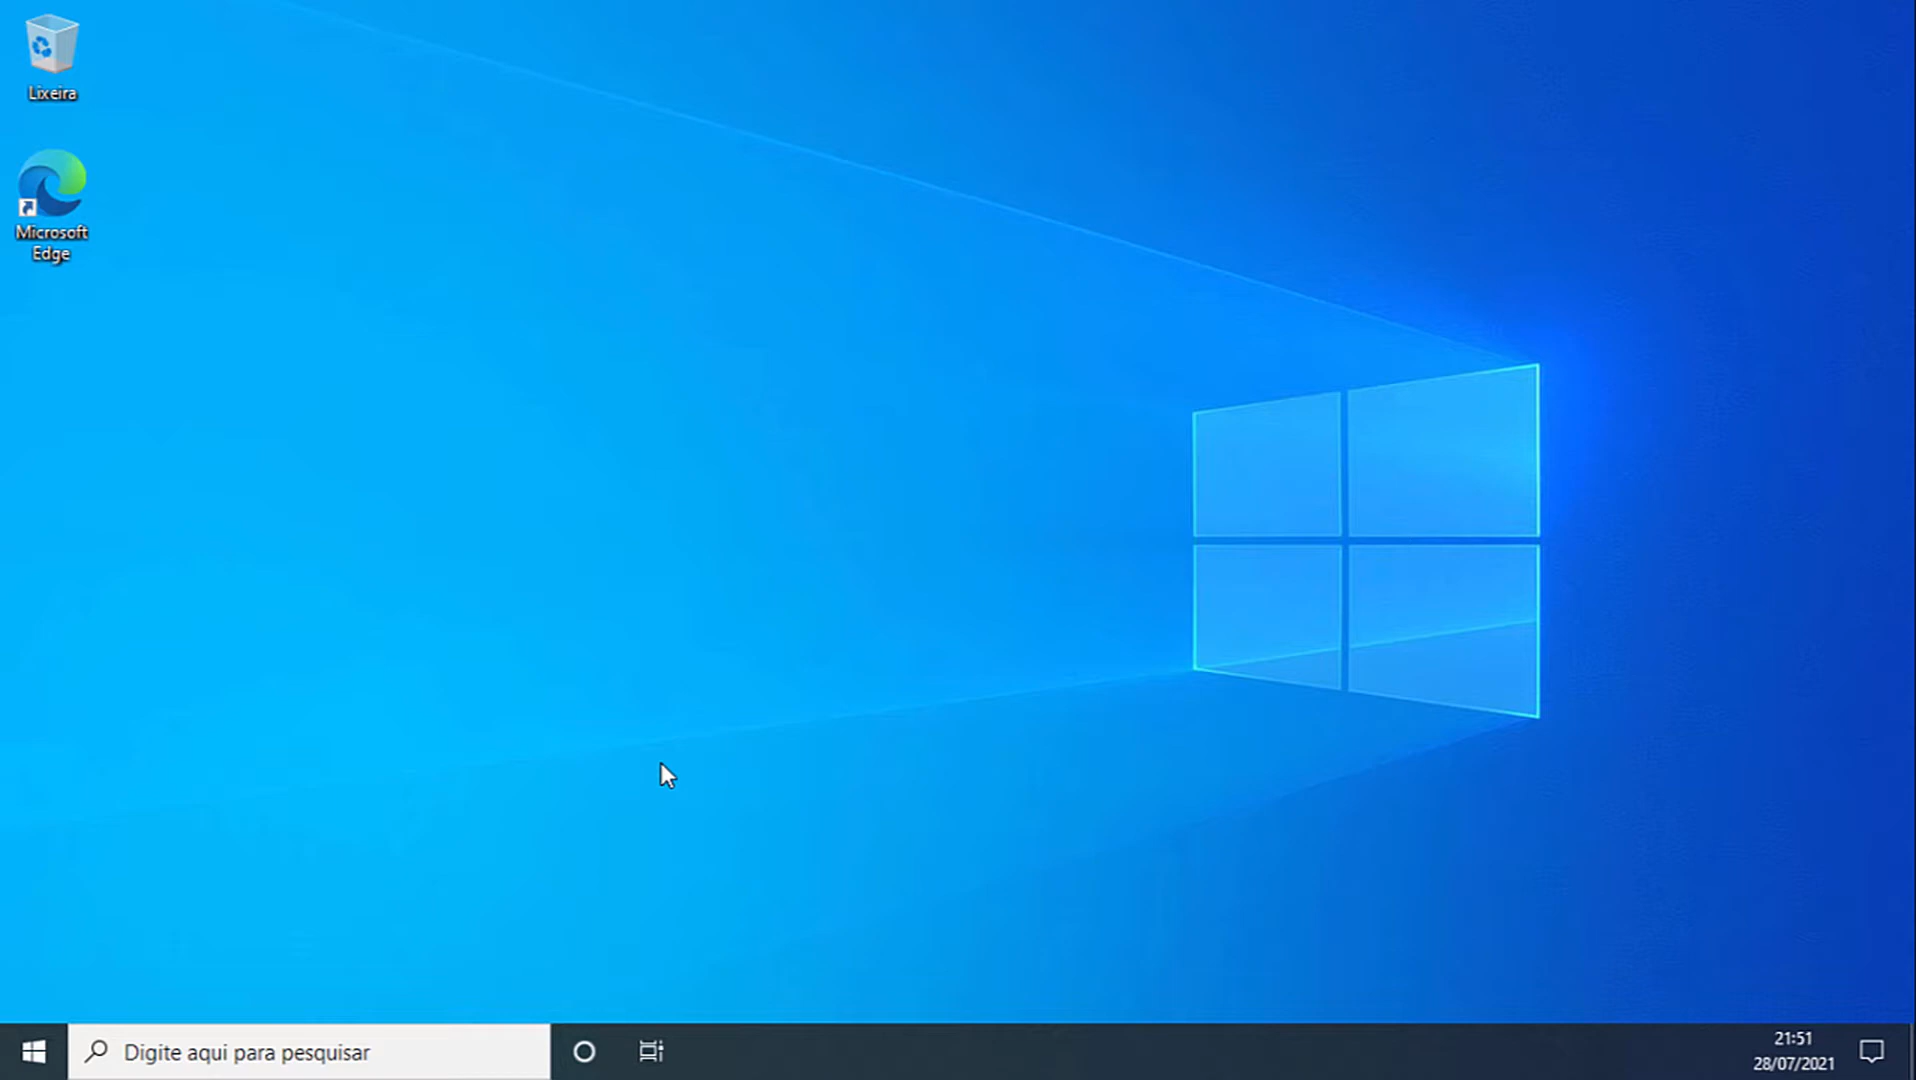 Lixeira
Microsoft
Edge
Digite aqui para pesquisar
21:51
28/07/2021